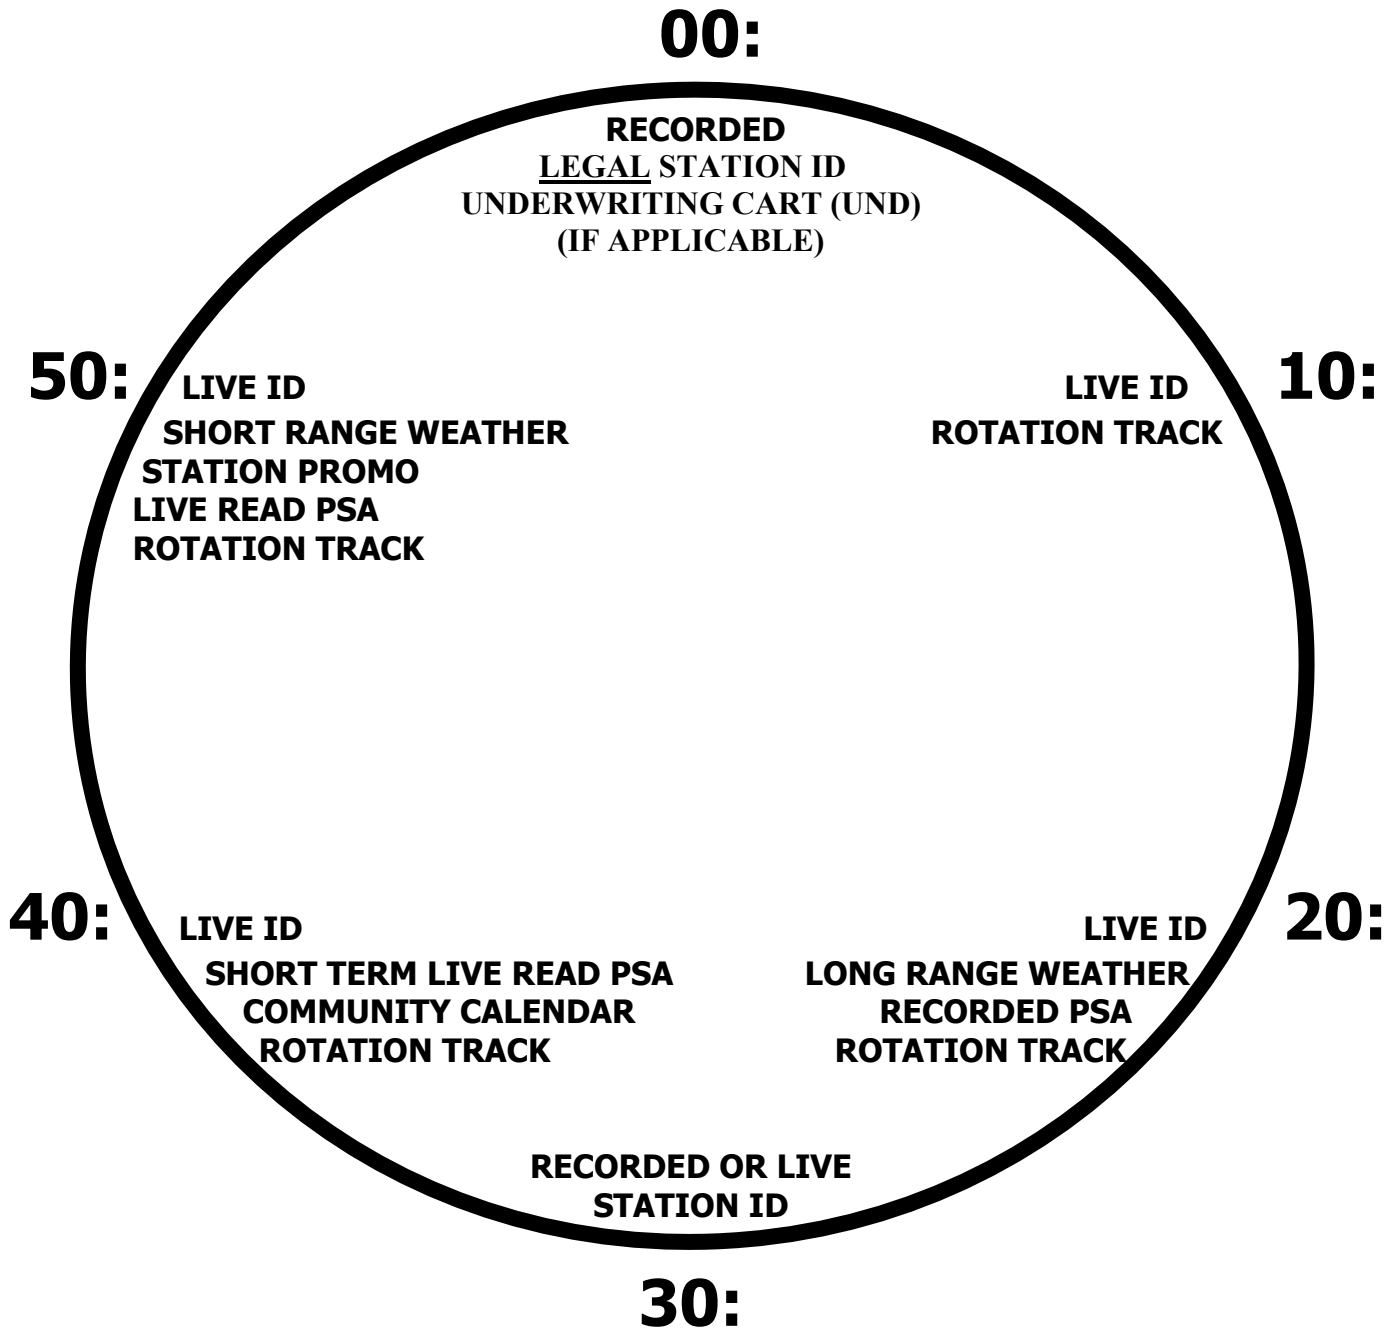 00:
RECORDED
LEGAL STATION ID
UNDERWRITING CART (UND)
(IF APPLICABLE)
10:
LIVE ID
ROTATION TRACK
20:
LIVE ID
LONG RANGE WEATHER
RECORDED PSA
ROTATION TRACK
RECORDED OR LIVE
STATION ID
30:
40:
LIVE ID
SHORT TERM LIVE READ PSA
COMMUNITY CALENDAR
ROTATION TRACK
50:
LIVE ID
SHORT RANGE WEATHER
STATION PROMO
LIVE READ PSA
ROTATION TRACK